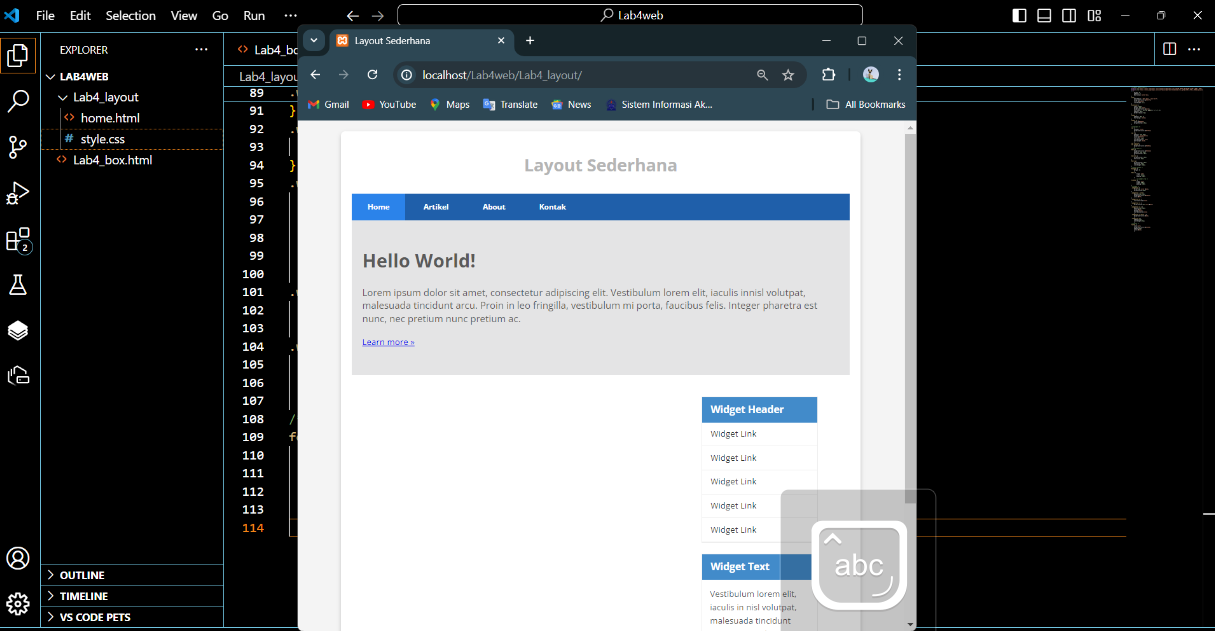 File Edit Selection View Go Run ···
Lab4web
EXPLORER ···
LAB4WEB
Lab4_layout
home.html
style.css
Lab4_box.html
2
OUTLINE
TIMELINE
VS CODE PETS
Lab4_bo
Lab4_layou
89
91 }
92
93
94 }
95
96
97
98
99
100
101
102
103
104
105
106
107
108 /
109
110
111
112
113
114
Layout Sederhana
localhost/Lab4web/Lab4_layout/
Gmail YouTube Maps Translate News Sistem Informasi Ak... All Bookmarks
Layout Sederhana
Home Artikel About Kontak
Hello World!
Lorem ipsum dolor sit amet, consectetur adipiscing elit. Vestibulum lorem elit, iaculis innisl volutpat,
malesuada tincidunt arcu. Proin in leo fringilla, vestibulum mi porta, faucibus felis. Integer pharetra est
nunc, nec pretium nunc pretium ac.
Learn more »
Widget Header
Widget Link
Widget Link
Widget Link
Widget Link
Widget Link
Widget Text
Vestibulum lorem elit,
iaculis in nisl volutpat,
malesuada tincidunt
abc